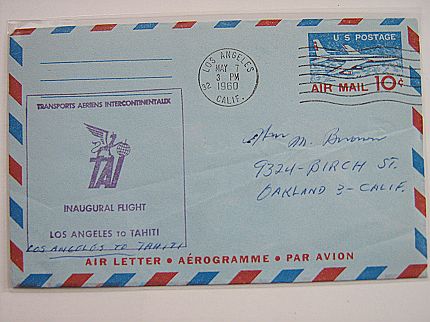 U S POSTAGE
AIR MAIL 10¢
LOS ANGELES
MAY 7
3 PM
1960
CALIF.
TRANSPORTS AERIENS INTERCONTINENTAUX
TAI
INAUGURAL FLIGHT
LOS ANGELES TO TAHITI
LOS ANGELES TO TAHITI
M. Brown
9324-BIRCH ST.
OAKLAND 3-CALIF.
AIR LETTER • AÉROGRAMME • PAR AVION